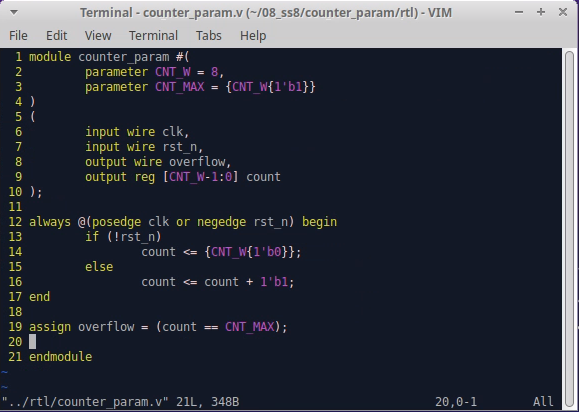 Terminal - counter_param.v (~/08_ss8/counter_param/rtl) - VIM
File Edit View Terminal Tabs Help
1 module counter_param #(
2         parameter CNT_W = 8,
3         parameter CNT_MAX = {CNT_W{1'b1}}
4 )
5 (
6         input wire clk,
7         input wire rst_n,
8         output wire overflow,
9         output reg [CNT_W-1:0] count
10 );
11
12 always @(posedge clk or negedge rst_n) begin
13         if (!rst_n)
14                 count <= {CNT_W{1'b0}};
15         else
16                 count <= count + 1'b1;
17 end
18
19 assign overflow = (count == CNT_MAX);
20
21 endmodule
~
~
"../rtl/counter_param.v" 21L, 348B 20,0-1 All